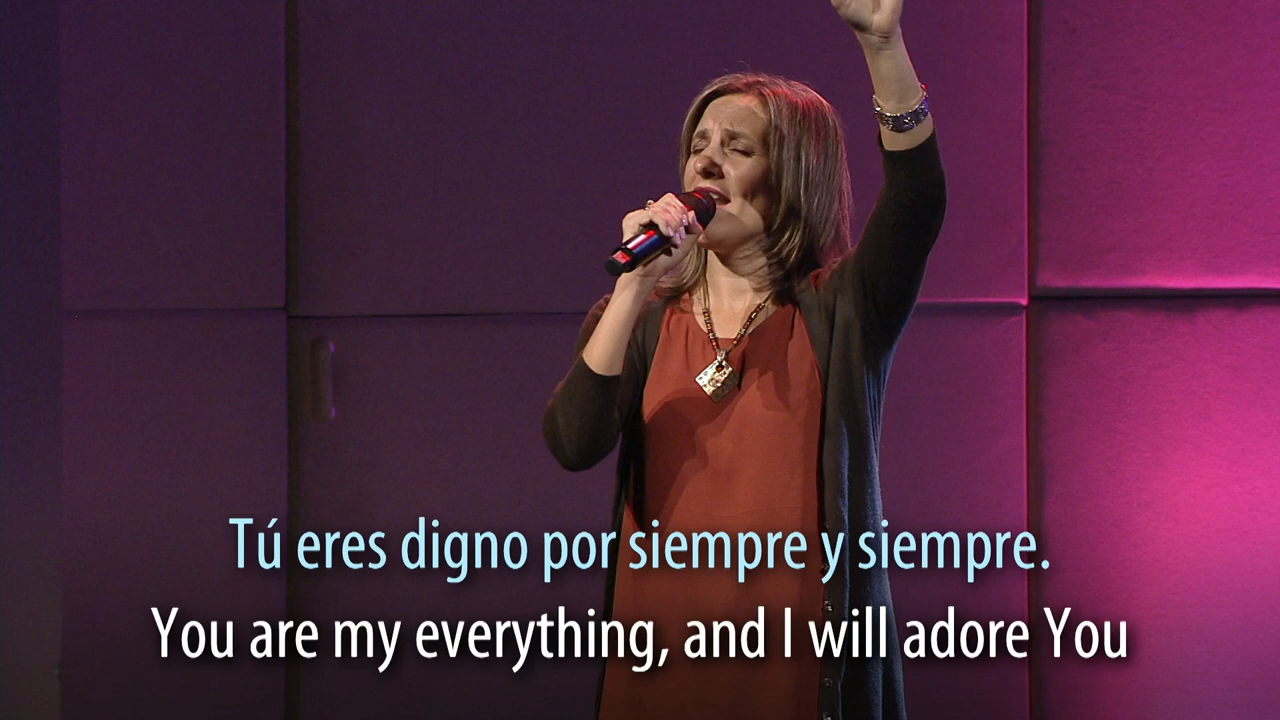 Tú eres digno por siempre y siempre.
You are my everything, and I will adore You